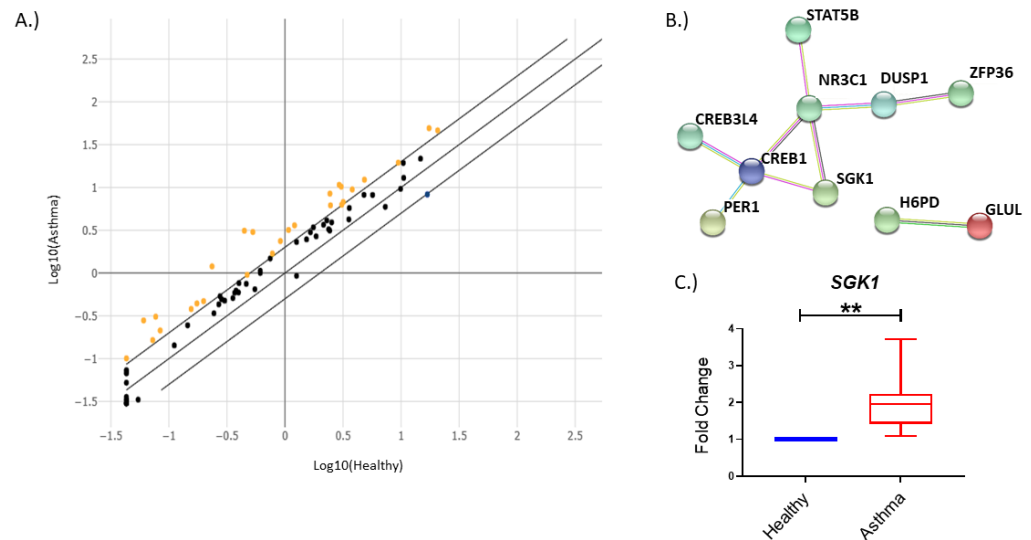 A.)
2.5
2
1.5
1
0.5
0
−0.5
−1
−1.5
−1.5
−1
−0.5
0
0.5
1
1.5
2
2.5
Log10(Asthma)
Log10(Healthy)
B.)
STAT5B
NR3C1
DUSP1
ZFP36
CREB3L4
CREB1
SGK1
PER1
H6PD
GLUL
C.)
SGK1
**
4
3
2
1
0
Fold Change
Healthy
Asthma